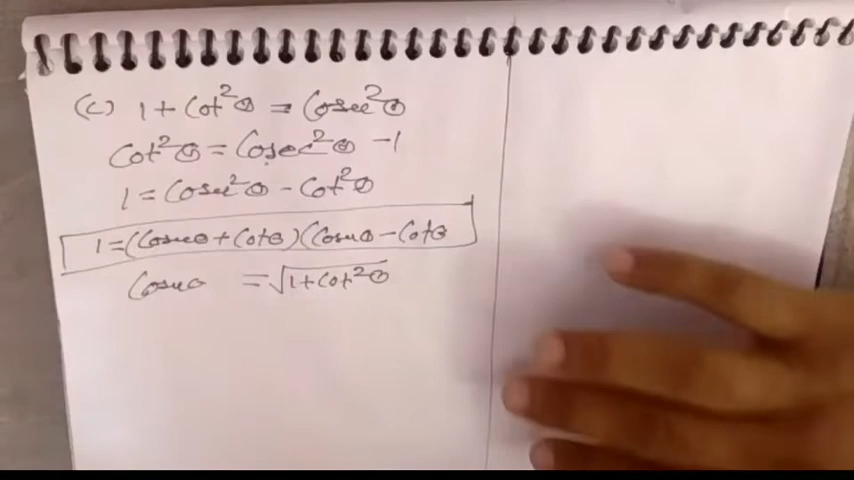 (C) 1 + Cot²θ = Cosec²θ
Cot²θ = Cosec²θ - 1
1 = Cosec²θ - Cot²θ
1 = (Cosecθ + Cotθ)(Cosecθ - Cotθ
Cosecθ = √1+Cot²θ